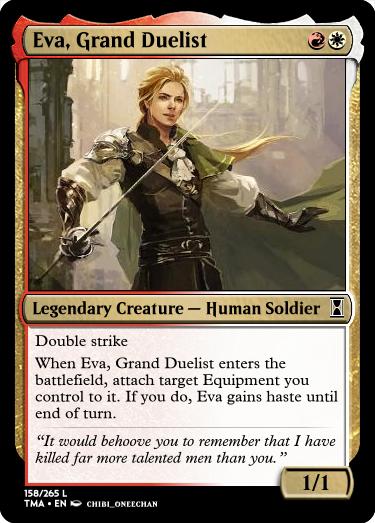 Eva, Grand Duelist
Legendary Creature — Human Soldier
Double strike
When Eva, Grand Duelist enters the
battlefield, attach target Equipment you
control to it. If you do, Eva gains haste until
end of turn.
“It would behoove you to remember that I have
killed far more talented men than you.”
1/1
158/265 L
TMA • EN CHIBI_ONEECHAN